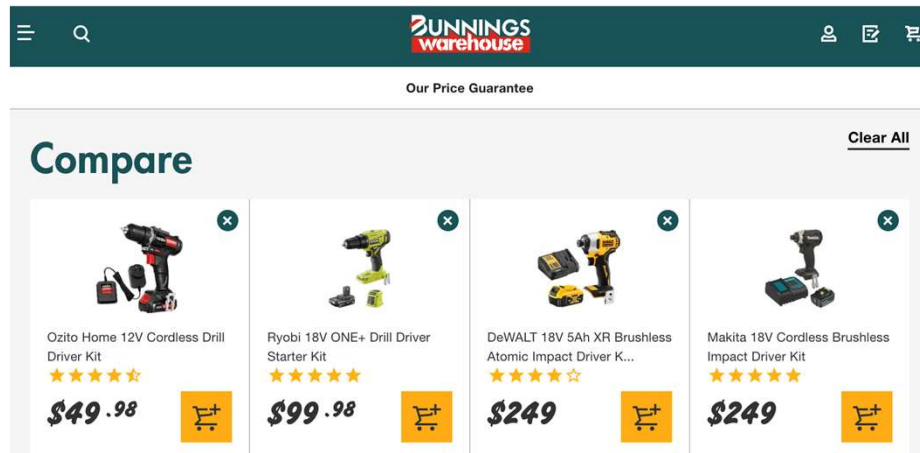 BUNNINGS
warehouse
Our Price Guarantee
Clear All
Compare
Ozito Home 12V Cordless Drill
Driver Kit
$49.98
Ryobi 18V ONE+ Drill Driver
Starter Kit
$99.98
DeWALT 18V 5Ah XR Brushless
Atomic Impact Driver K...
$249
Makita 18V Cordless Brushless
Impact Driver Kit
$249